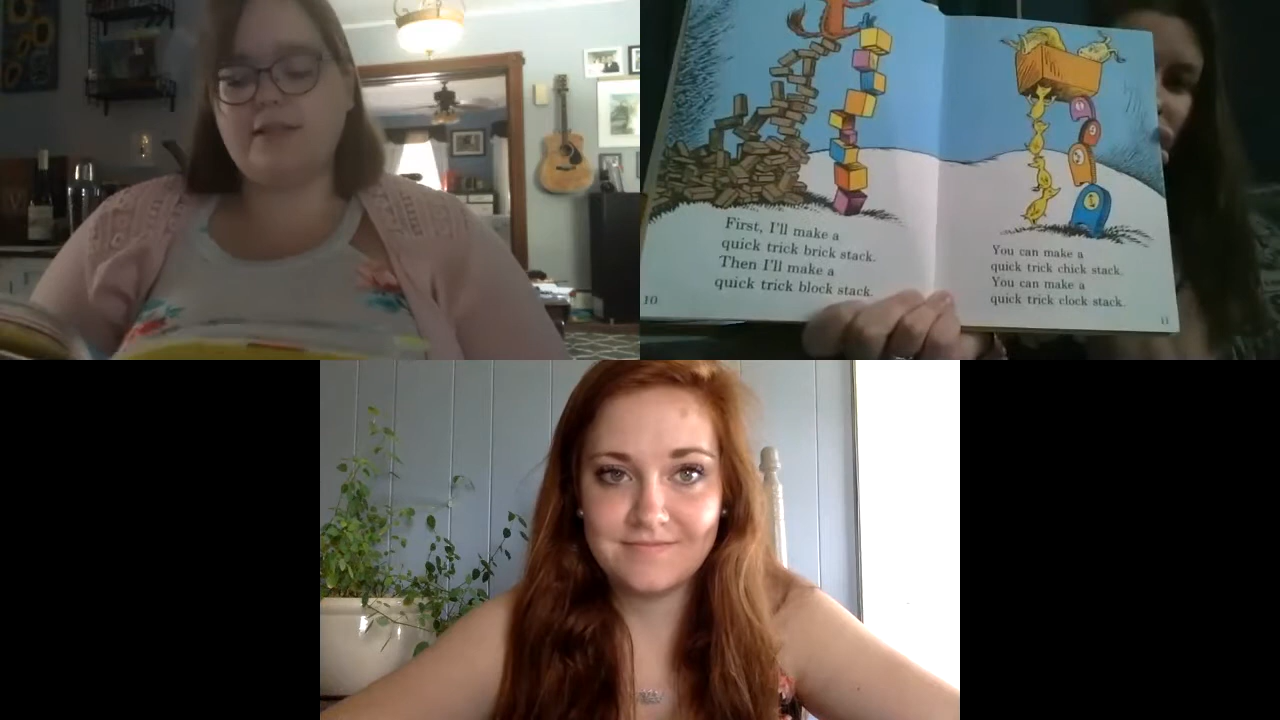 First, I'll make a
quick trick brick stack.
Then I'll make a
quick trick block stack.
10
You can make a
quick trick chick stack.
You can make a
quick trick clock stack.
11